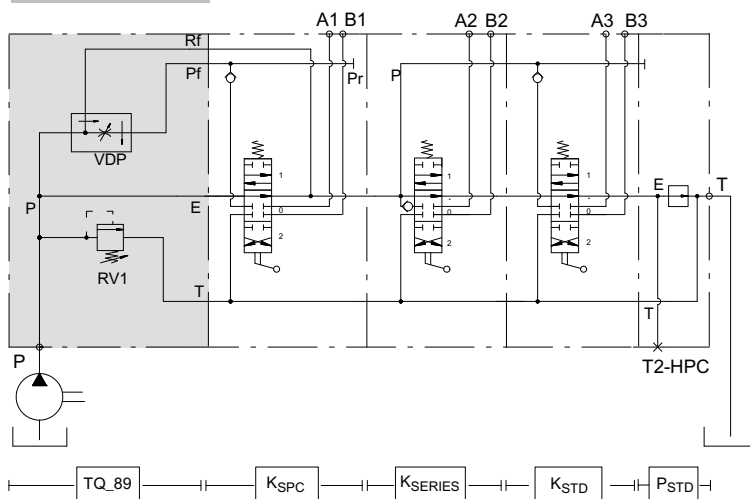 A1 B1 A2 B2 A3 B3
Rf
Pf Pr P
VDP
1 1 1
P E E T
0 0 0
2 2 2
RV1
T T
P T2-HPC
TQ_89 KSPC KSERIES KSTD PSTD